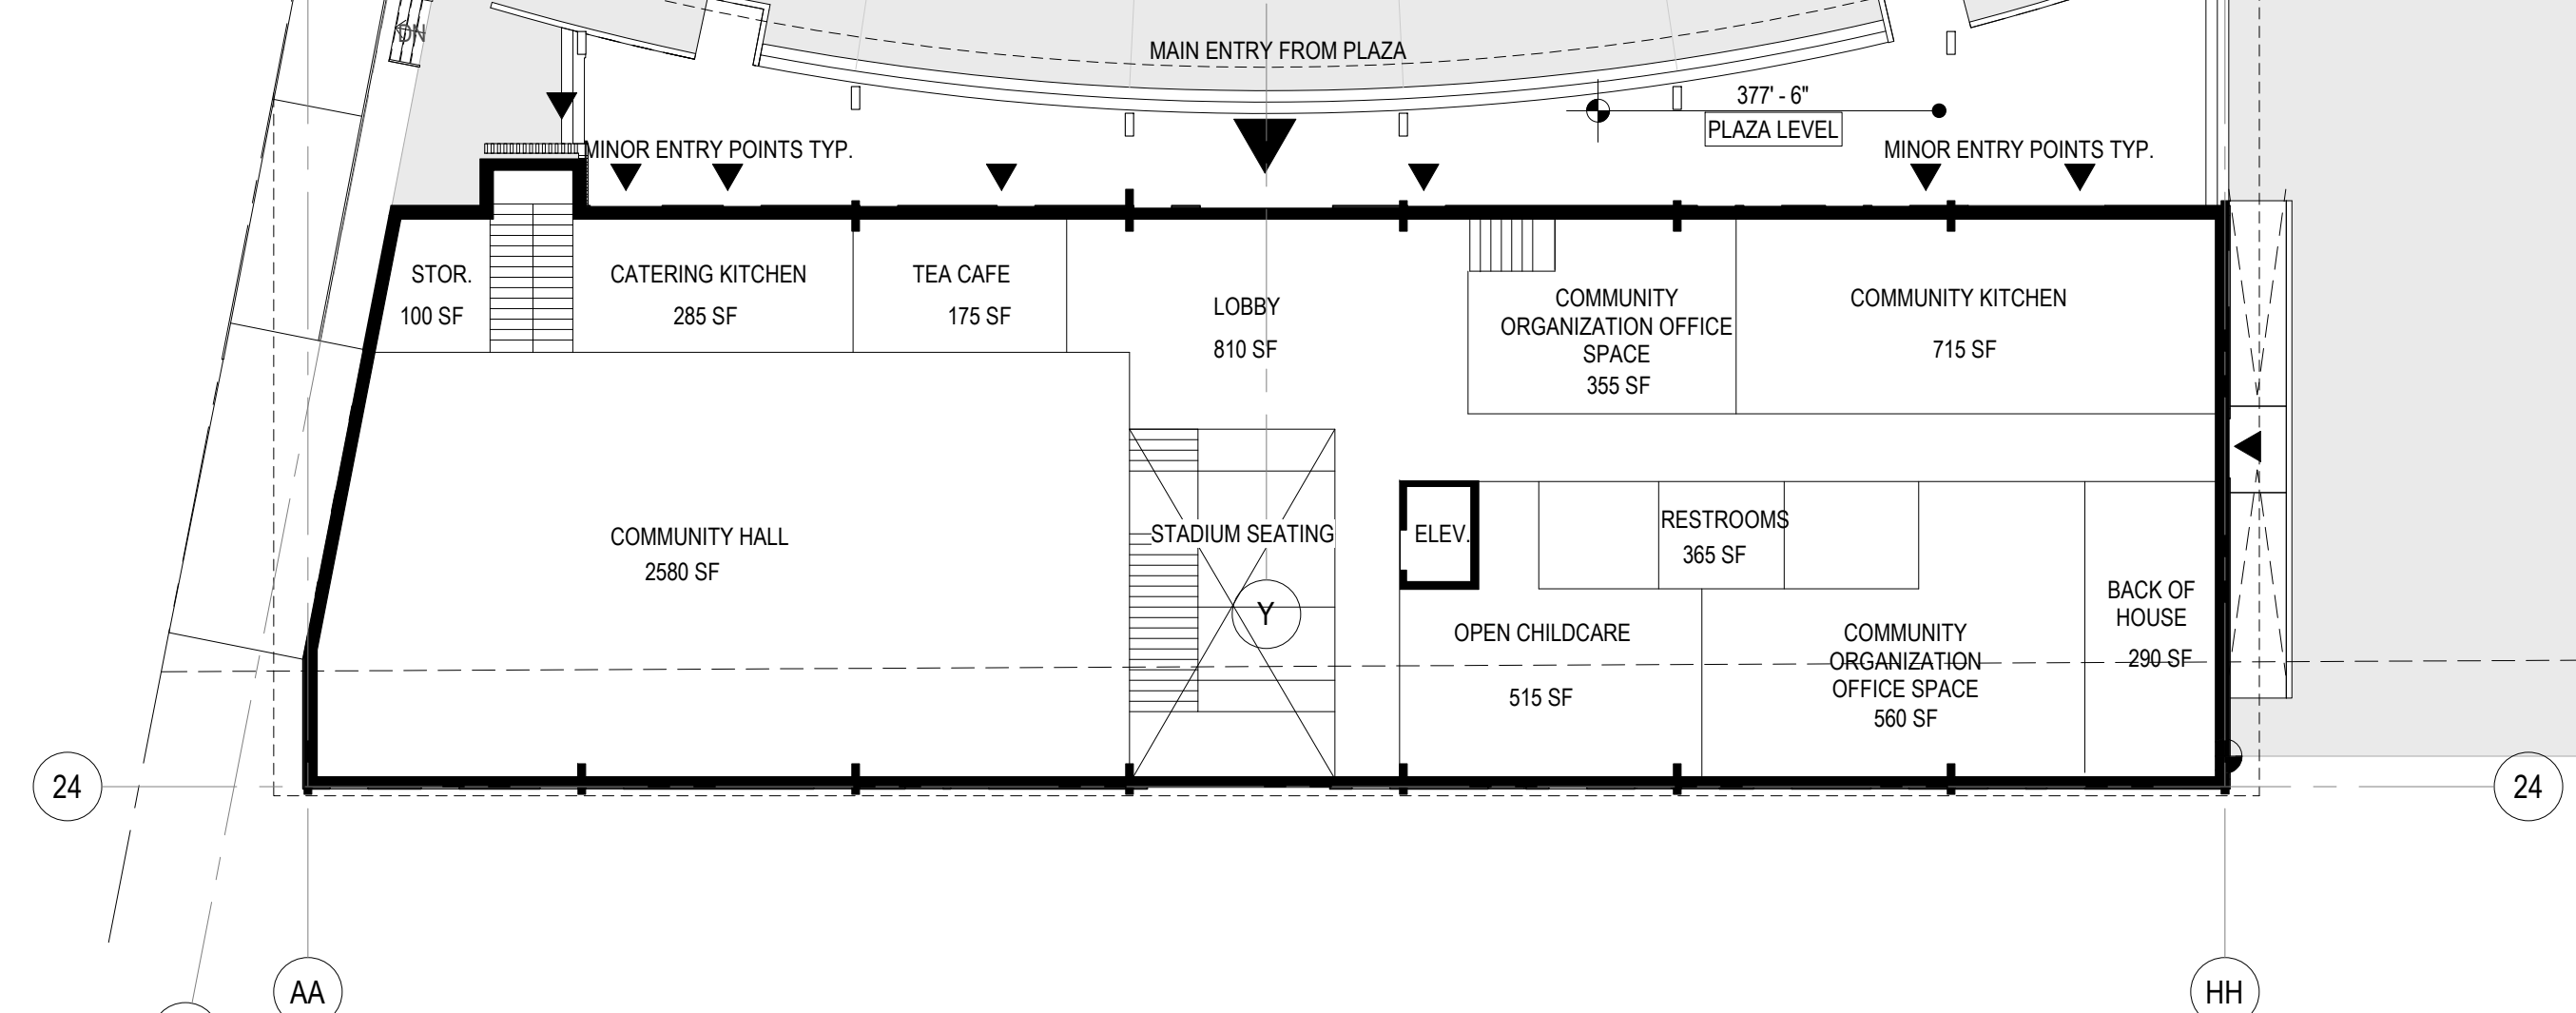 DN
MAIN ENTRY FROM PLAZA
377' - 6"
PLAZA LEVEL
MINOR ENTRY POINTS TYP.
MINOR ENTRY POINTS TYP.
STOR.
100 SF
CATERING KITCHEN
285 SF
TEA CAFE
175 SF
LOBBY
810 SF
COMMUNITY
ORGANIZATION OFFICE
SPACE
355 SF
COMMUNITY KITCHEN
715 SF
COMMUNITY HALL
2580 SF
STADIUM SEATING
Y
ELEV.
RESTROOMS
365 SF
OPEN CHILDCARE
515 SF
COMMUNITY
ORGANIZATION
OFFICE SPACE
560 SF
BACK OF
HOUSE
290 SF
24
24
AA
HH